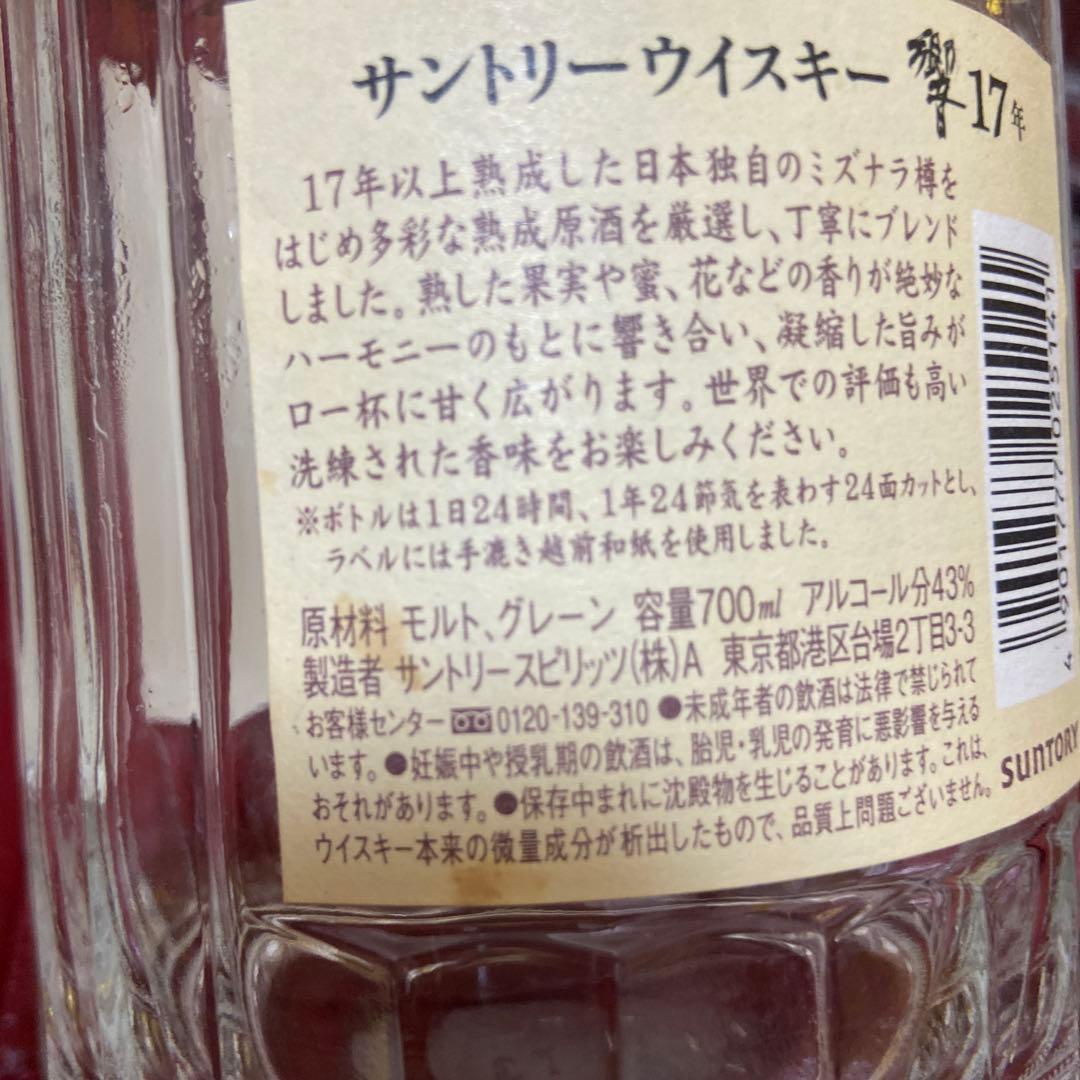 サントリーウイスキー 響 17年
17年以上熟成した日本独自のミズナラ樽を
はじめ多彩な熟成原酒を厳選し、丁寧にブレンド
しました。熟した果実や蜜、花などの香りが絶妙な
ハーモニーのもとに響き合い、凝縮した旨みが
口一杯に甘く広がります。世界での評価も高い
洗練された香味をお楽しみください。
※ボトルは1日24時間、1年24節気を表わす24面カットとし、
ラベルには手漉き越前和紙を使用しました。
原材料 モルト、グレーン 容量700ml アルコール分43%
製造者 サントリースピリッツ(株)A 東京都港区台場2丁目3-3
お客様センター 0120-139-310 ●未成年者の飲酒は法律で禁じられて
います。●妊娠中や授乳期の飲酒は、胎児・乳児の発育に悪影響を与える
おそれがあります。●保存中まれに沈殿物を生じることがあります。これは、
ウイスキー本来の微量成分が析出したもので、品質上問題ございません。
SUNTORY